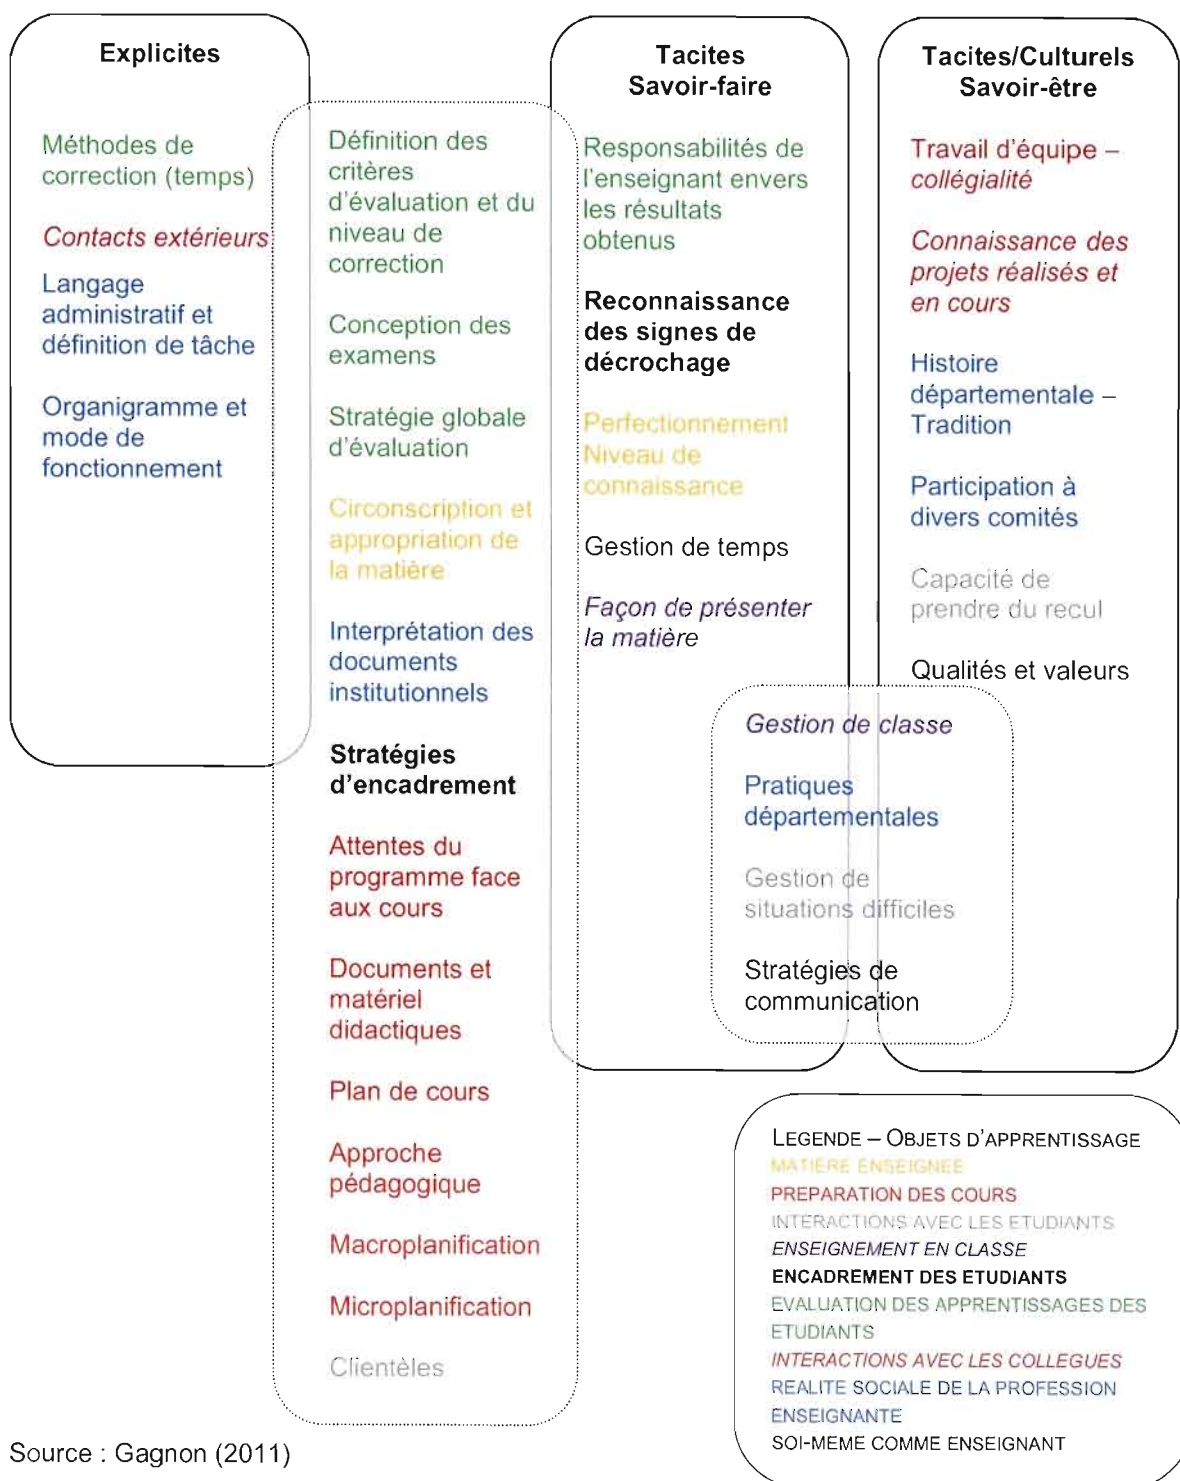 Explicites
Méthodes de
correction (temps)
Contacts extérieurs
Langage
administratif et
définition de tâche
Organigramme et
mode de
fonctionnement
Définition des
critères
d'évaluation et du
niveau de
correction
Conception des
examens
Stratégie globale
d'évaluation
Circonscription et
appropriation de
la matière
Interprétation des
documents
institutionnels
Stratégies
d'encadrement
Attentes du
programme face
aux cours
Documents et
matériel
didactiques
Plan de cours
Approche
pédagogique
Macroplanification
Microplanification
Clientèles
Tacites
Savoir-faire
Responsabilités de
l'enseignant envers
les résultats
obtenus
Reconnaissance
des signes de
décrochage
Perfectionnement
Niveau de
connaissance
Gestion de temps
Façon de présenter
la matière
Tacites/Culturels
Savoir-être
Travail d'équipe –
collégialité
Connaissance des
projets réalisés et
en cours
Histoire
départementale –
Tradition
Participation à
divers comités
Capacité de
prendre du recul
Qualités et valeurs
Gestion de classe
Pratiques
départementales
Gestion de
situations difficiles
Stratégies de
communication
LEGENDE – OBJETS D'APPRENTISSAGE
MATIERE ENSEIGNEE
PREPARATION DES COURS
INTERACTIONS AVEC LES ETUDIANTS
ENSEIGNEMENT EN CLASSE
ENCADREMENT DES ETUDIANTS
EVALUATION DES APPRENTISSAGES DES
ETUDIANTS
INTERACTIONS AVEC LES COLLEGUES
REALITE SOCIALE DE LA PROFESSION
ENSEIGNANTE
SOI-MEME COMME ENSEIGNANT
Source : Gagnon (2011)